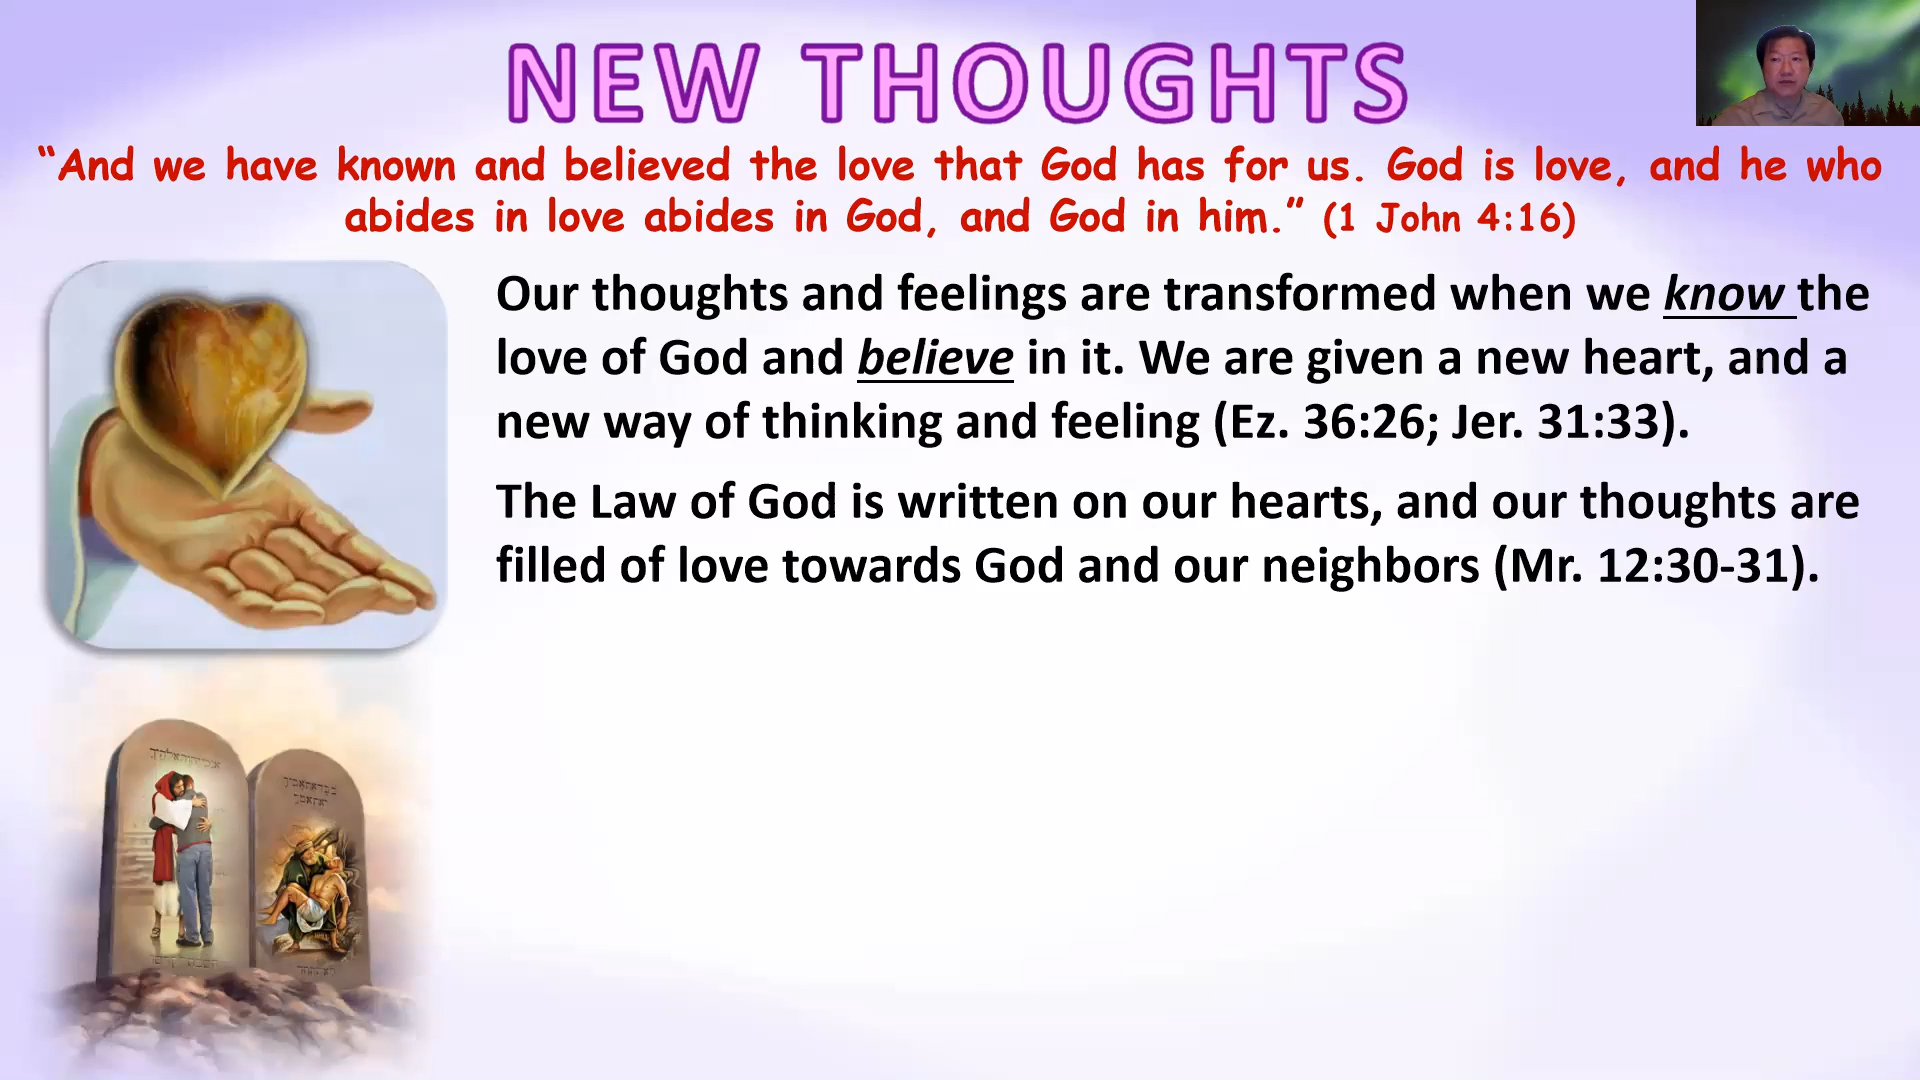 NEW THOUGHTS
“And we have known and believed the love that God has for us. God is love, and he who
abides in love abides in God, and God in him.” (1 John 4:16)
Our thoughts and feelings are transformed when we know the
love of God and believe in it. We are given a new heart, and a
new way of thinking and feeling (Ez. 36:26; Jer. 31:33).
The Law of God is written on our hearts, and our thoughts are
filled of love towards God and our neighbors (Mr. 12:30-31).